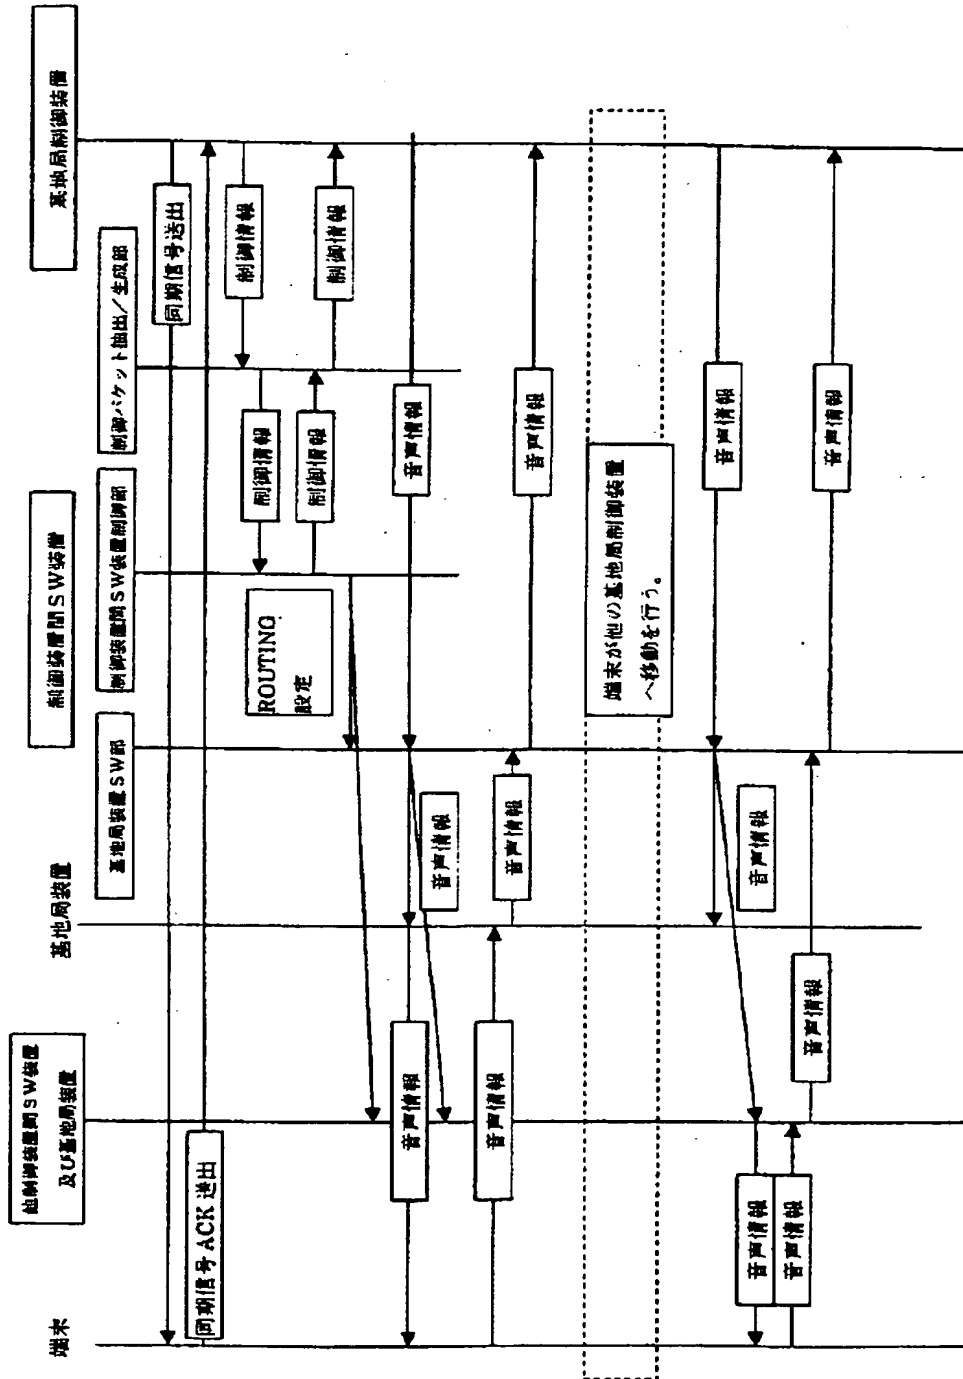 端末
他制御装置間SW装置
及び基地局装置
基地局装置
制御装置間SW装置
基地局装置SW部
制御装置間SW装置制御部
制御パケット抽出/生成部
基地局制御装置
同期信号送出
同期信号ACK送出
制御情報
制御情報
制御情報
制御情報
ROUTING
設定
音声情報
音声情報
音声情報
音声情報
音声情報
音声情報
端末が他の基地局制御装置
へ移動を行う。
音声情報
音声情報
音声情報
音声情報
音声情報
音声情報